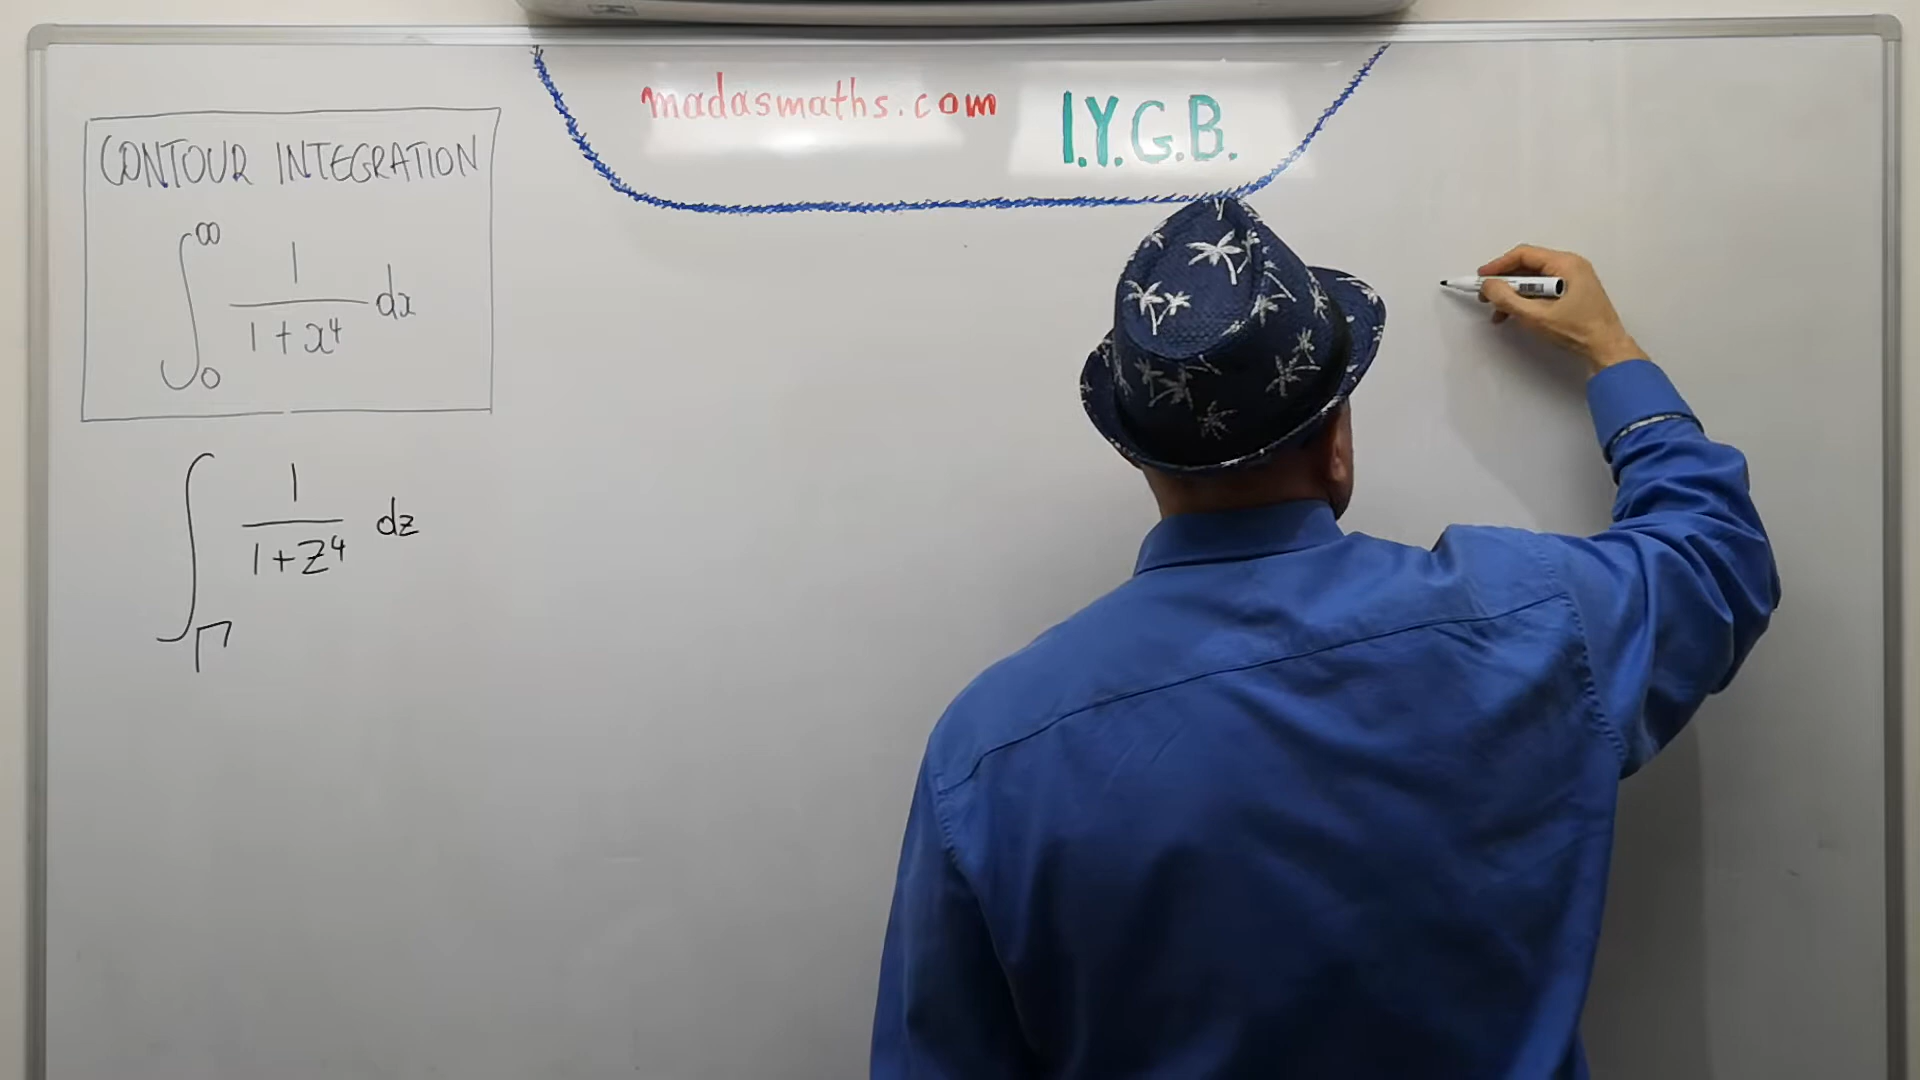 madasmaths.com I.Y.G.B.
CONTOUR INTEGRATION
∫₀^∞ 1/(1+x⁴) dx
∫_Γ 1/(1+z⁴) dz